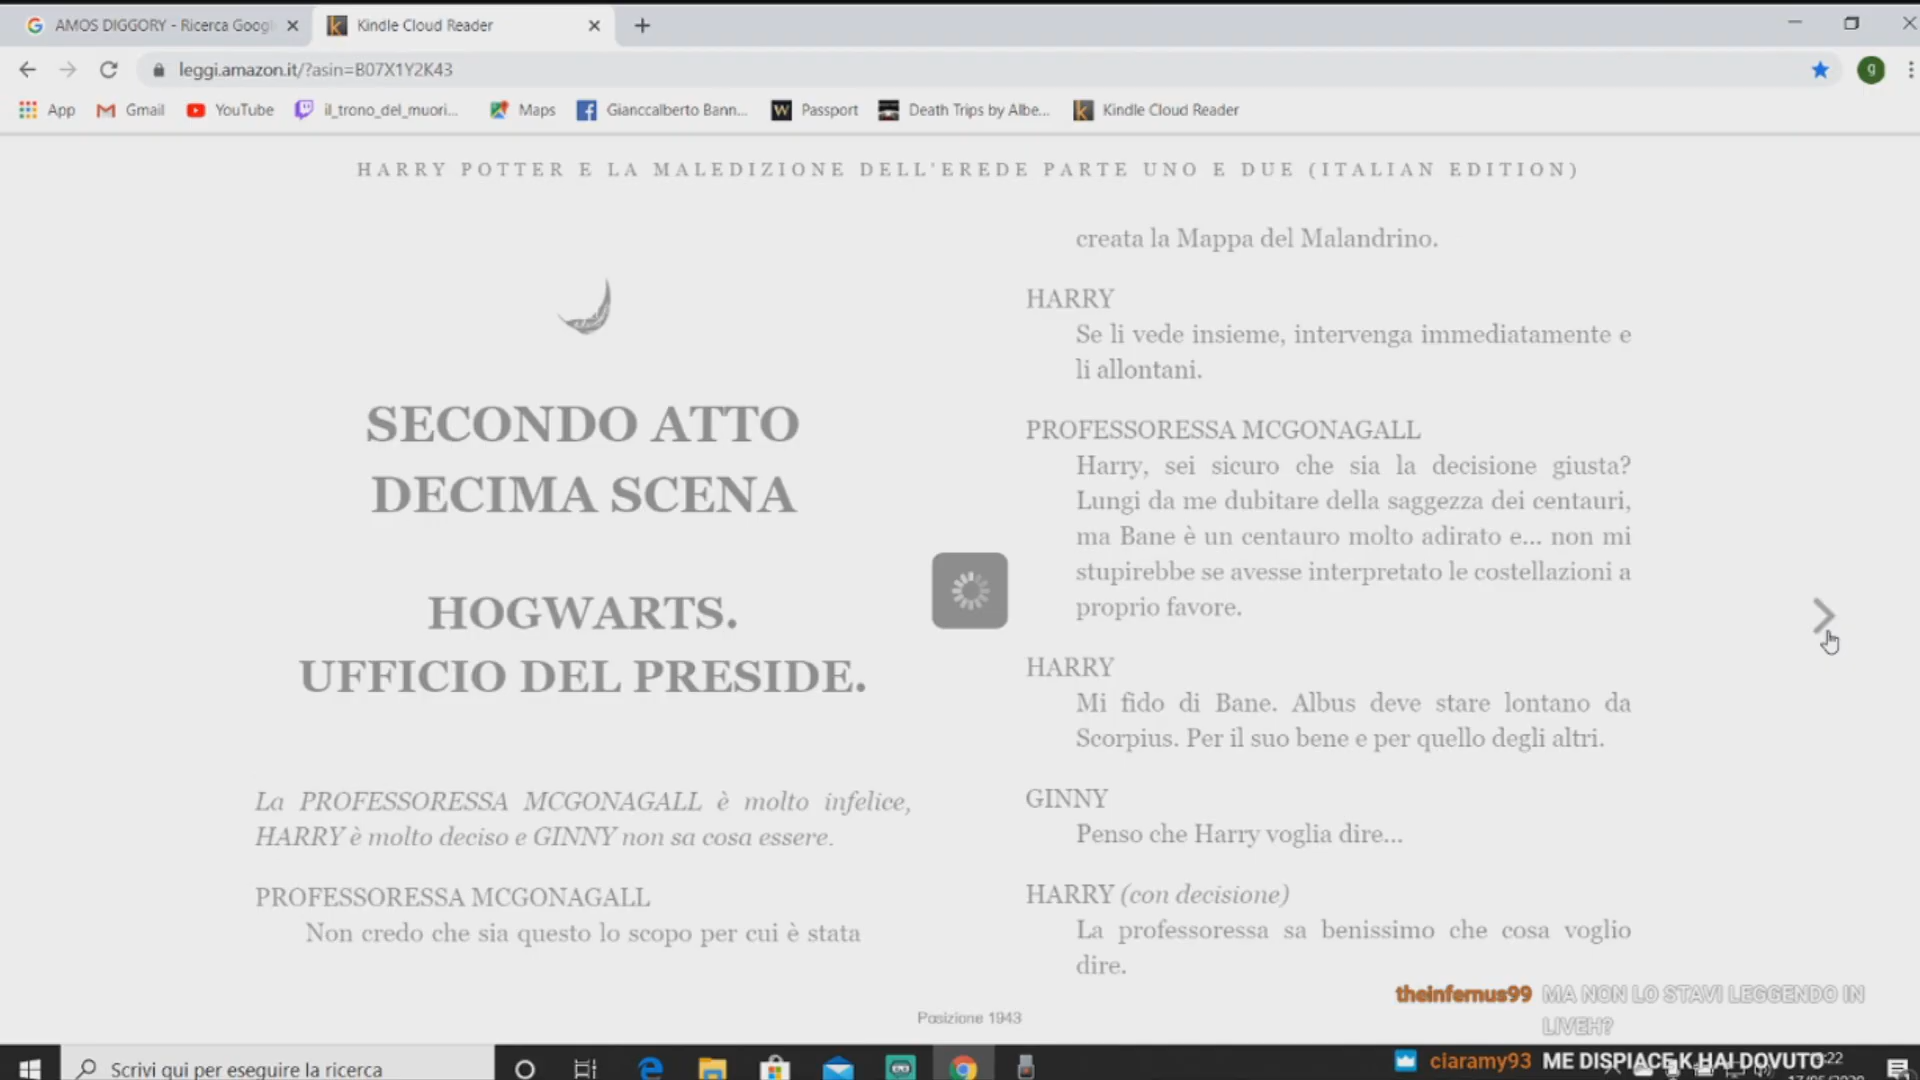 AMOS DIGGORY - Ricerca Googl
Kindle Cloud Reader
leggi.amazon.it/?asin=B07X1Y2K43
g
App
Gmail
YouTube
il_trono_del_muori...
Maps
Gianccalberto Bann...
Passport
Death Trips by Albe...
Kindle Cloud Reader
HARRY POTTER E LA MALEDIZIONE DELL'EREDE PARTE UNO E DUE (ITALIAN EDITION)
SECONDO ATTO
DECIMA SCENA
HOGWARTS.
UFFICIO DEL PRESIDE.
La PROFESSORESSA MCGONAGALL è molto infelice,
HARRY è molto deciso e GINNY non sa cosa essere.
PROFESSORESSA MCGONAGALL
Non credo che sia questo lo scopo per cui è stata
creata la Mappa del Malandrino.
HARRY
Se li vede insieme, intervenga immediatamente e
li allontani.
PROFESSORESSA MCGONAGALL
Harry, sei sicuro che sia la decisione giusta?
Lungi da me dubitare della saggezza dei centauri,
ma Bane è un centauro molto adirato e... non mi
stupirebbe se avesse interpretato le costellazioni a
proprio favore.
HARRY
Mi fido di Bane. Albus deve stare lontano da
Scorpius. Per il suo bene e per quello degli altri.
GINNY
Penso che Harry voglia dire...
HARRY (con decisione)
La professoressa sa benissimo che cosa voglio
dire.
Posizione 1943
theinfernus99 MA NON LO STAVI LEGGENDO IN
LIVEH?
ciaramy93 ME DISPIACE K HAI DOVUTO
Scrivi qui per eseguire la ricerca